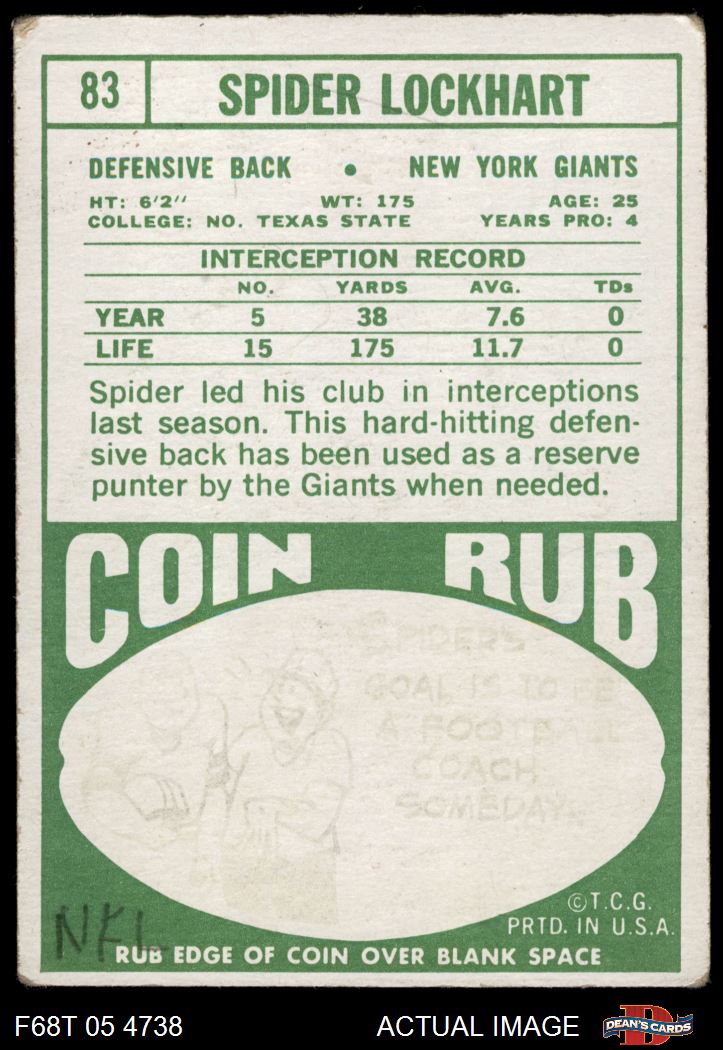 83 SPIDER LOCKHART
DEFENSIVE BACK • NEW YORK GIANTS
HT: 6'2" WT: 175 AGE: 25
COLLEGE: NO. TEXAS STATE YEARS PRO: 4
INTERCEPTION RECORD
NO. YARDS AVG. TDs
YEAR 5 38 7.6 0
LIFE 15 175 11.7 0
Spider led his club in interceptions
last season. This hard-hitting defen-
sive back has been used as a reserve
punter by the Giants when needed.
COIN RUB
SPIDER'S
GOAL IS TO BE
A FOOTBALL
COACH
SOMEDAY.
©T.C.G.
PRTD. IN U.S.A.
NFL
RUB EDGE OF COIN OVER BLANK SPACE
F68T 05 4738 ACTUAL IMAGE D DEAN'S CARDS